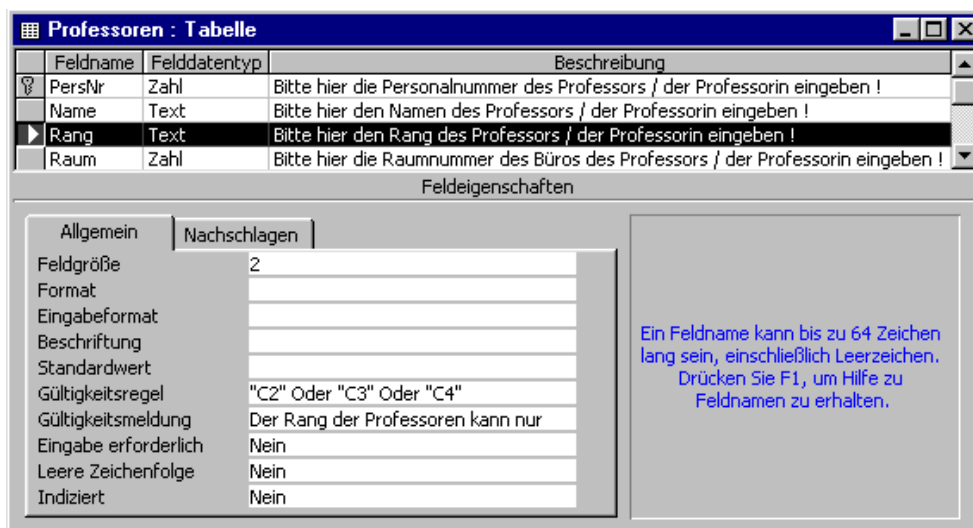 Professoren : Tabelle
Feldname Felddatentyp Beschreibung
PersNr Zahl Bitte hier die Personalnummer des Professors / der Professorin eingeben !
Name Text Bitte hier den Namen des Professors / der Professorin eingeben !
Rang Text Bitte hier den Rang des Professors / der Professorin eingeben !
Raum Zahl Bitte hier die Raumnummer des Büros des Professors / der Professorin eingeben !
Feldeigenschaften
Allgemein Nachschlagen
Feldgröße 2
Format
Eingabeformat
Beschriftung
Standardwert
Gültigkeitsregel "C2" Oder "C3" Oder "C4"
Gültigkeitsmeldung Der Rang der Professoren kann nur
Eingabe erforderlich Nein
Leere Zeichenfolge Nein
Indiziert Nein
Ein Feldname kann bis zu 64 Zeichen
lang sein, einschließlich Leerzeichen.
Drücken Sie F1, um Hilfe zu
Feldnamen zu erhalten.